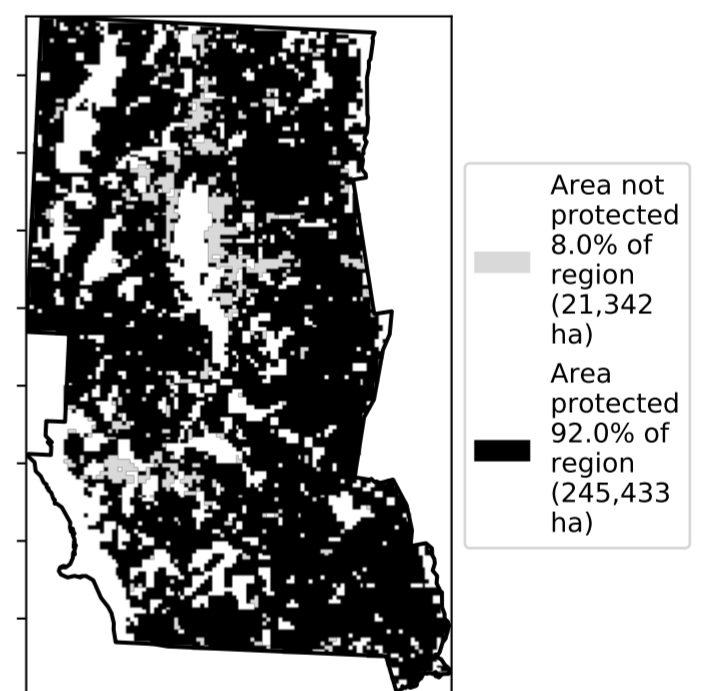 Area not
protected
8.0% of
region
(21,342
ha)
Area
protected
92.0% of
region
(245,433
ha)